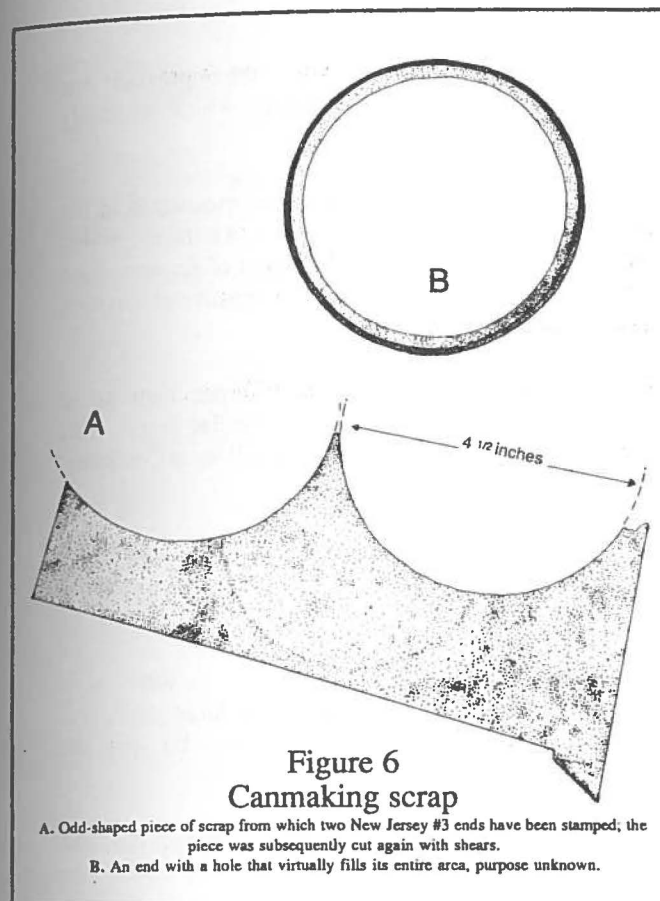 B
A
4 1/2 inches
Figure 6
Canmaking scrap
A. Odd-shaped piece of scrap from which two New Jersey #3 ends have been stamped; the
piece was subsequently cut again with shears.
B. An end with a hole that virtually fills its entire area, purpose unknown.